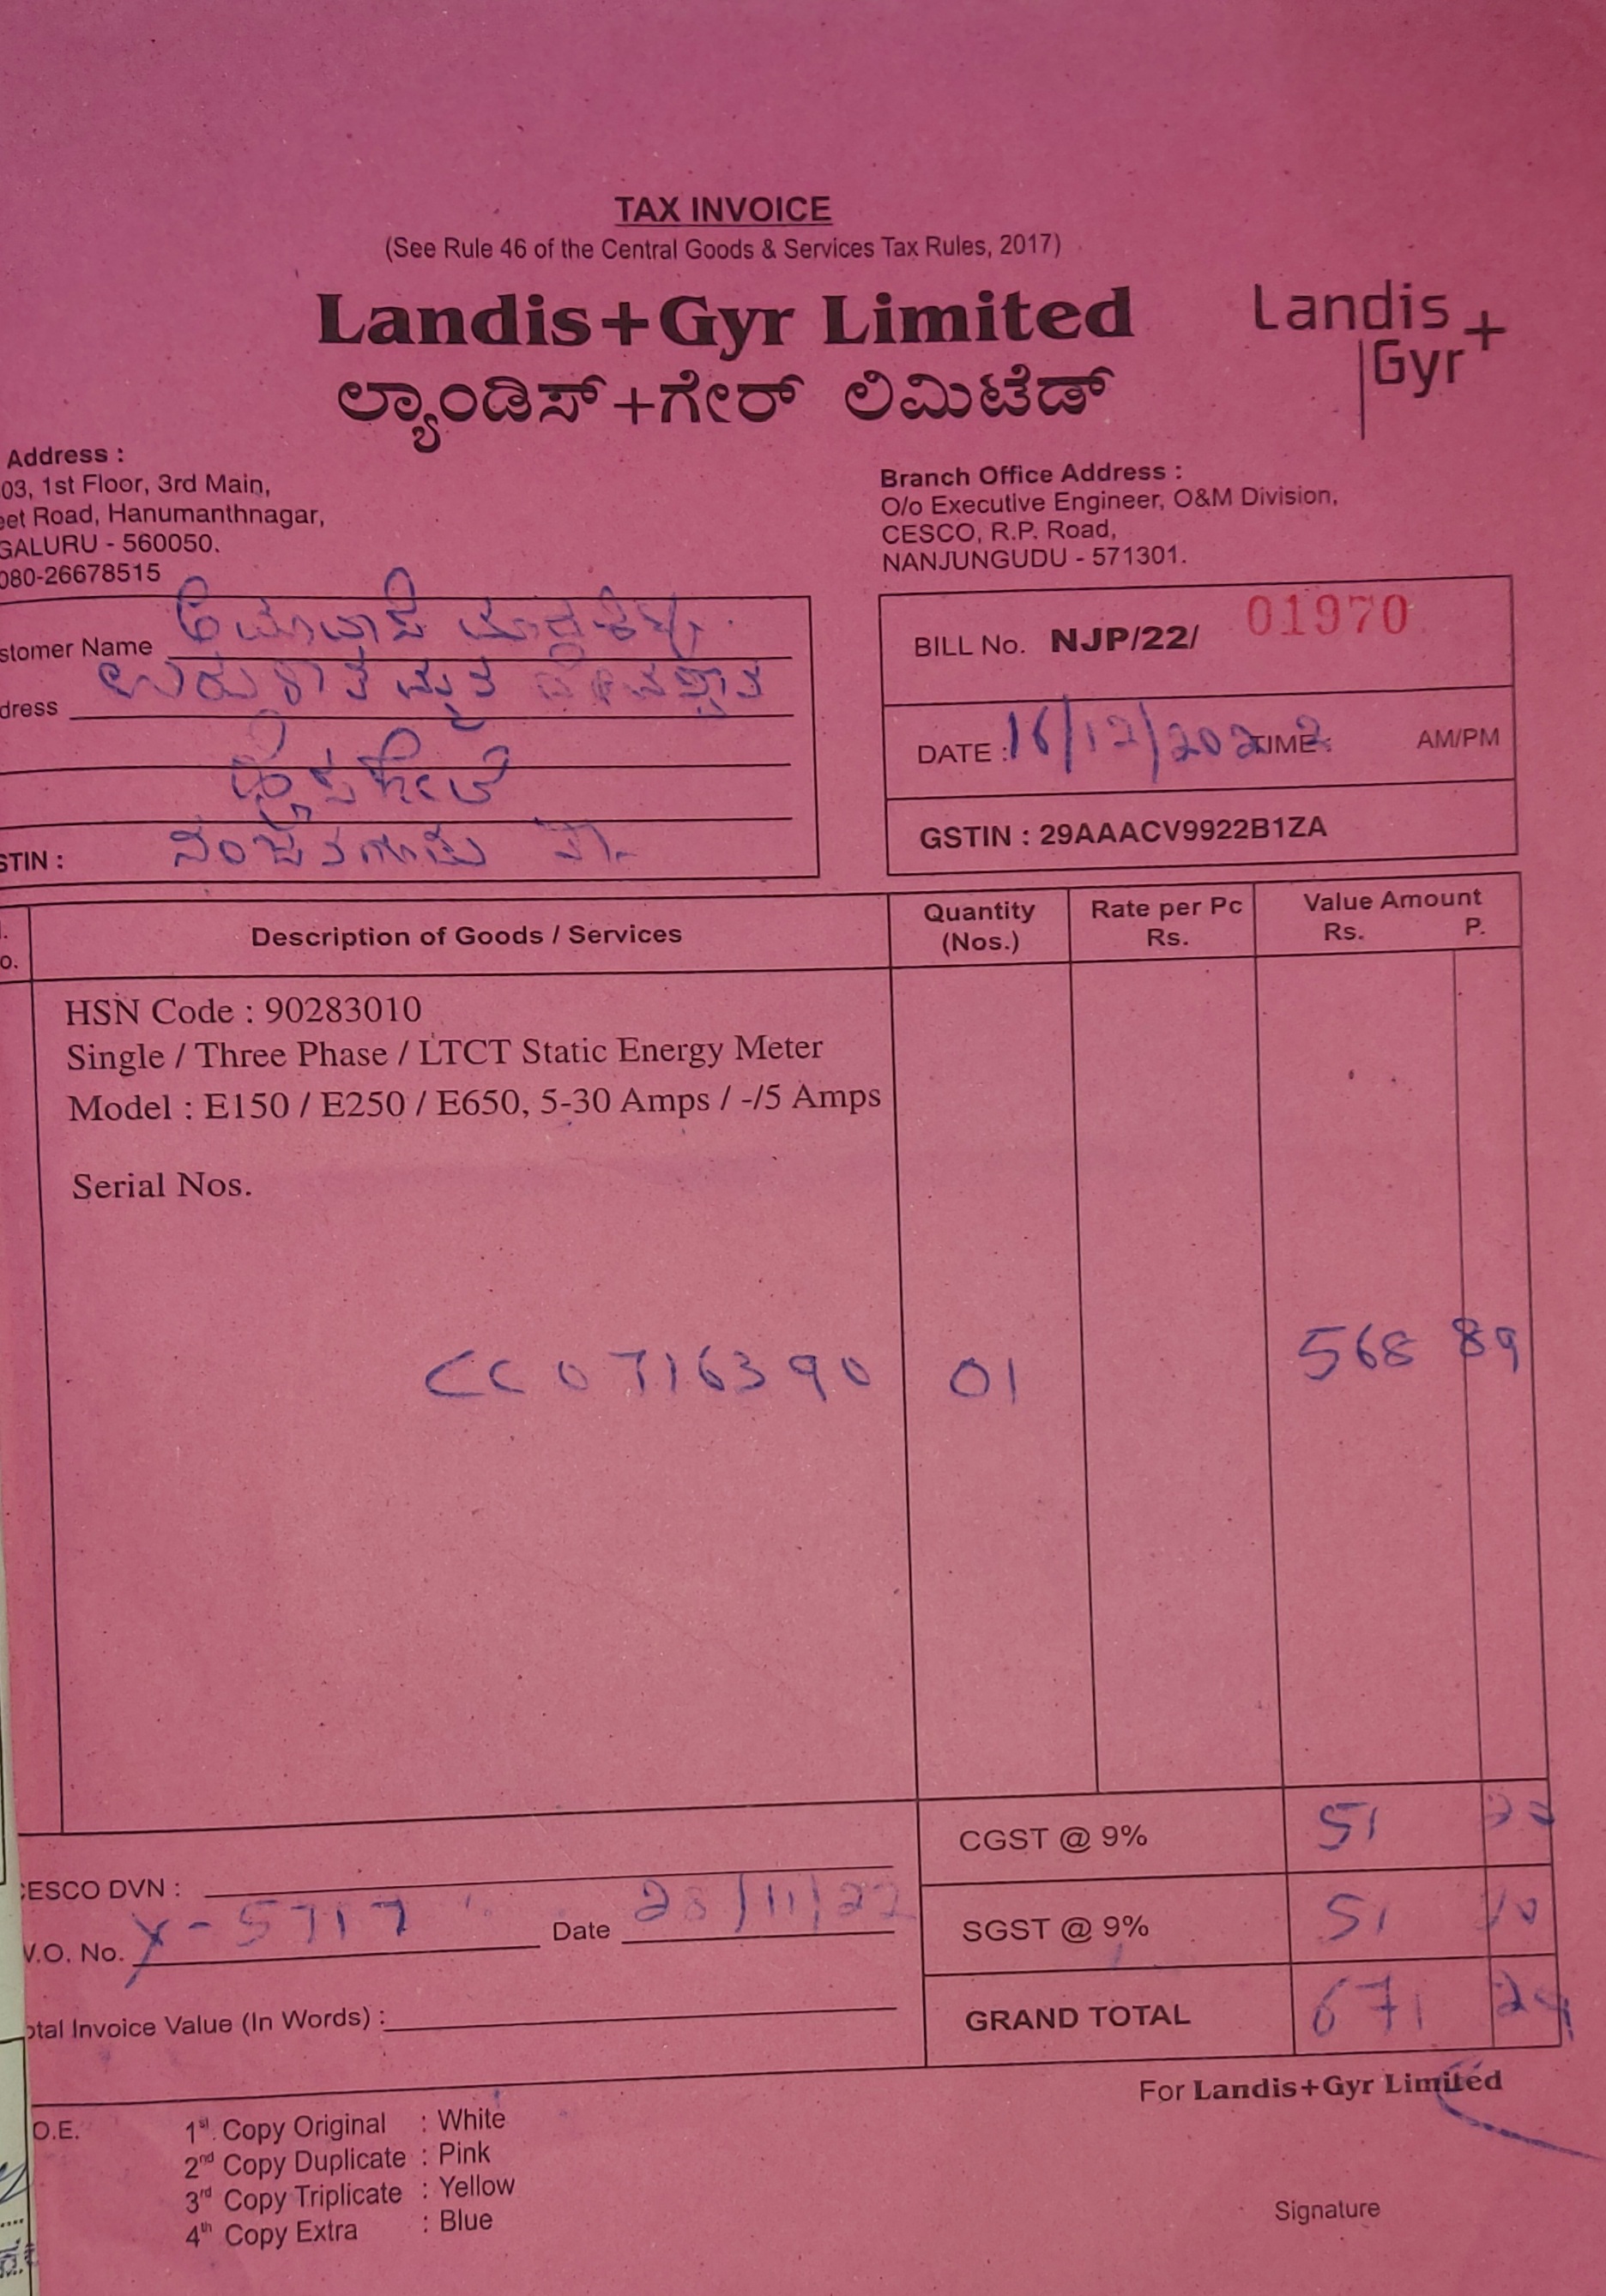 TAX INVOICE
(See Rule 46 of the Central Goods & Services Tax Rules, 2017)
Landis+Gyr Limited
ಲ್ಯಾಂಡಿಸ್+ಗೇರ್ ಲಿಮಿಟೆಡ್
Landis
Gyr+
Address :
03, 1st Floor, 3rd Main,
eet Road, Hanumanthnagar,
GALURU - 560050.
080-26678515
Branch Office Address :
O/o Executive Engineer, O&M Division,
CESCO, R.P. Road,
NANJUNGUDU - 571301.
stomer Name
dress
STIN :
BILL No. NJP/22/ 01970
DATE : 16/12/2022 TIME : AM/PM
GSTIN : 29AAACV9922B1ZA
Description of Goods / Services
Quantity (Nos.)
Rate per Pc Rs.
Value Amount
Rs. P.
HSN Code : 90283010
Single / Three Phase / LTCT Static Energy Meter
Model : E150 / E250 / E650, 5-30 Amps / -/5 Amps
Serial Nos.
CC0716390 01 568 89
CGST @ 9% 51
SGST @ 9% 51
GRAND TOTAL 671
CESCO DVN :
W.O. No. Y-5717 Date 28/11/22
otal Invoice Value (In Words) :
For Landis+Gyr Limited
O.E.
1st. Copy Original : White
2nd Copy Duplicate : Pink
3rd Copy Triplicate : Yellow
4th Copy Extra : Blue
Signature